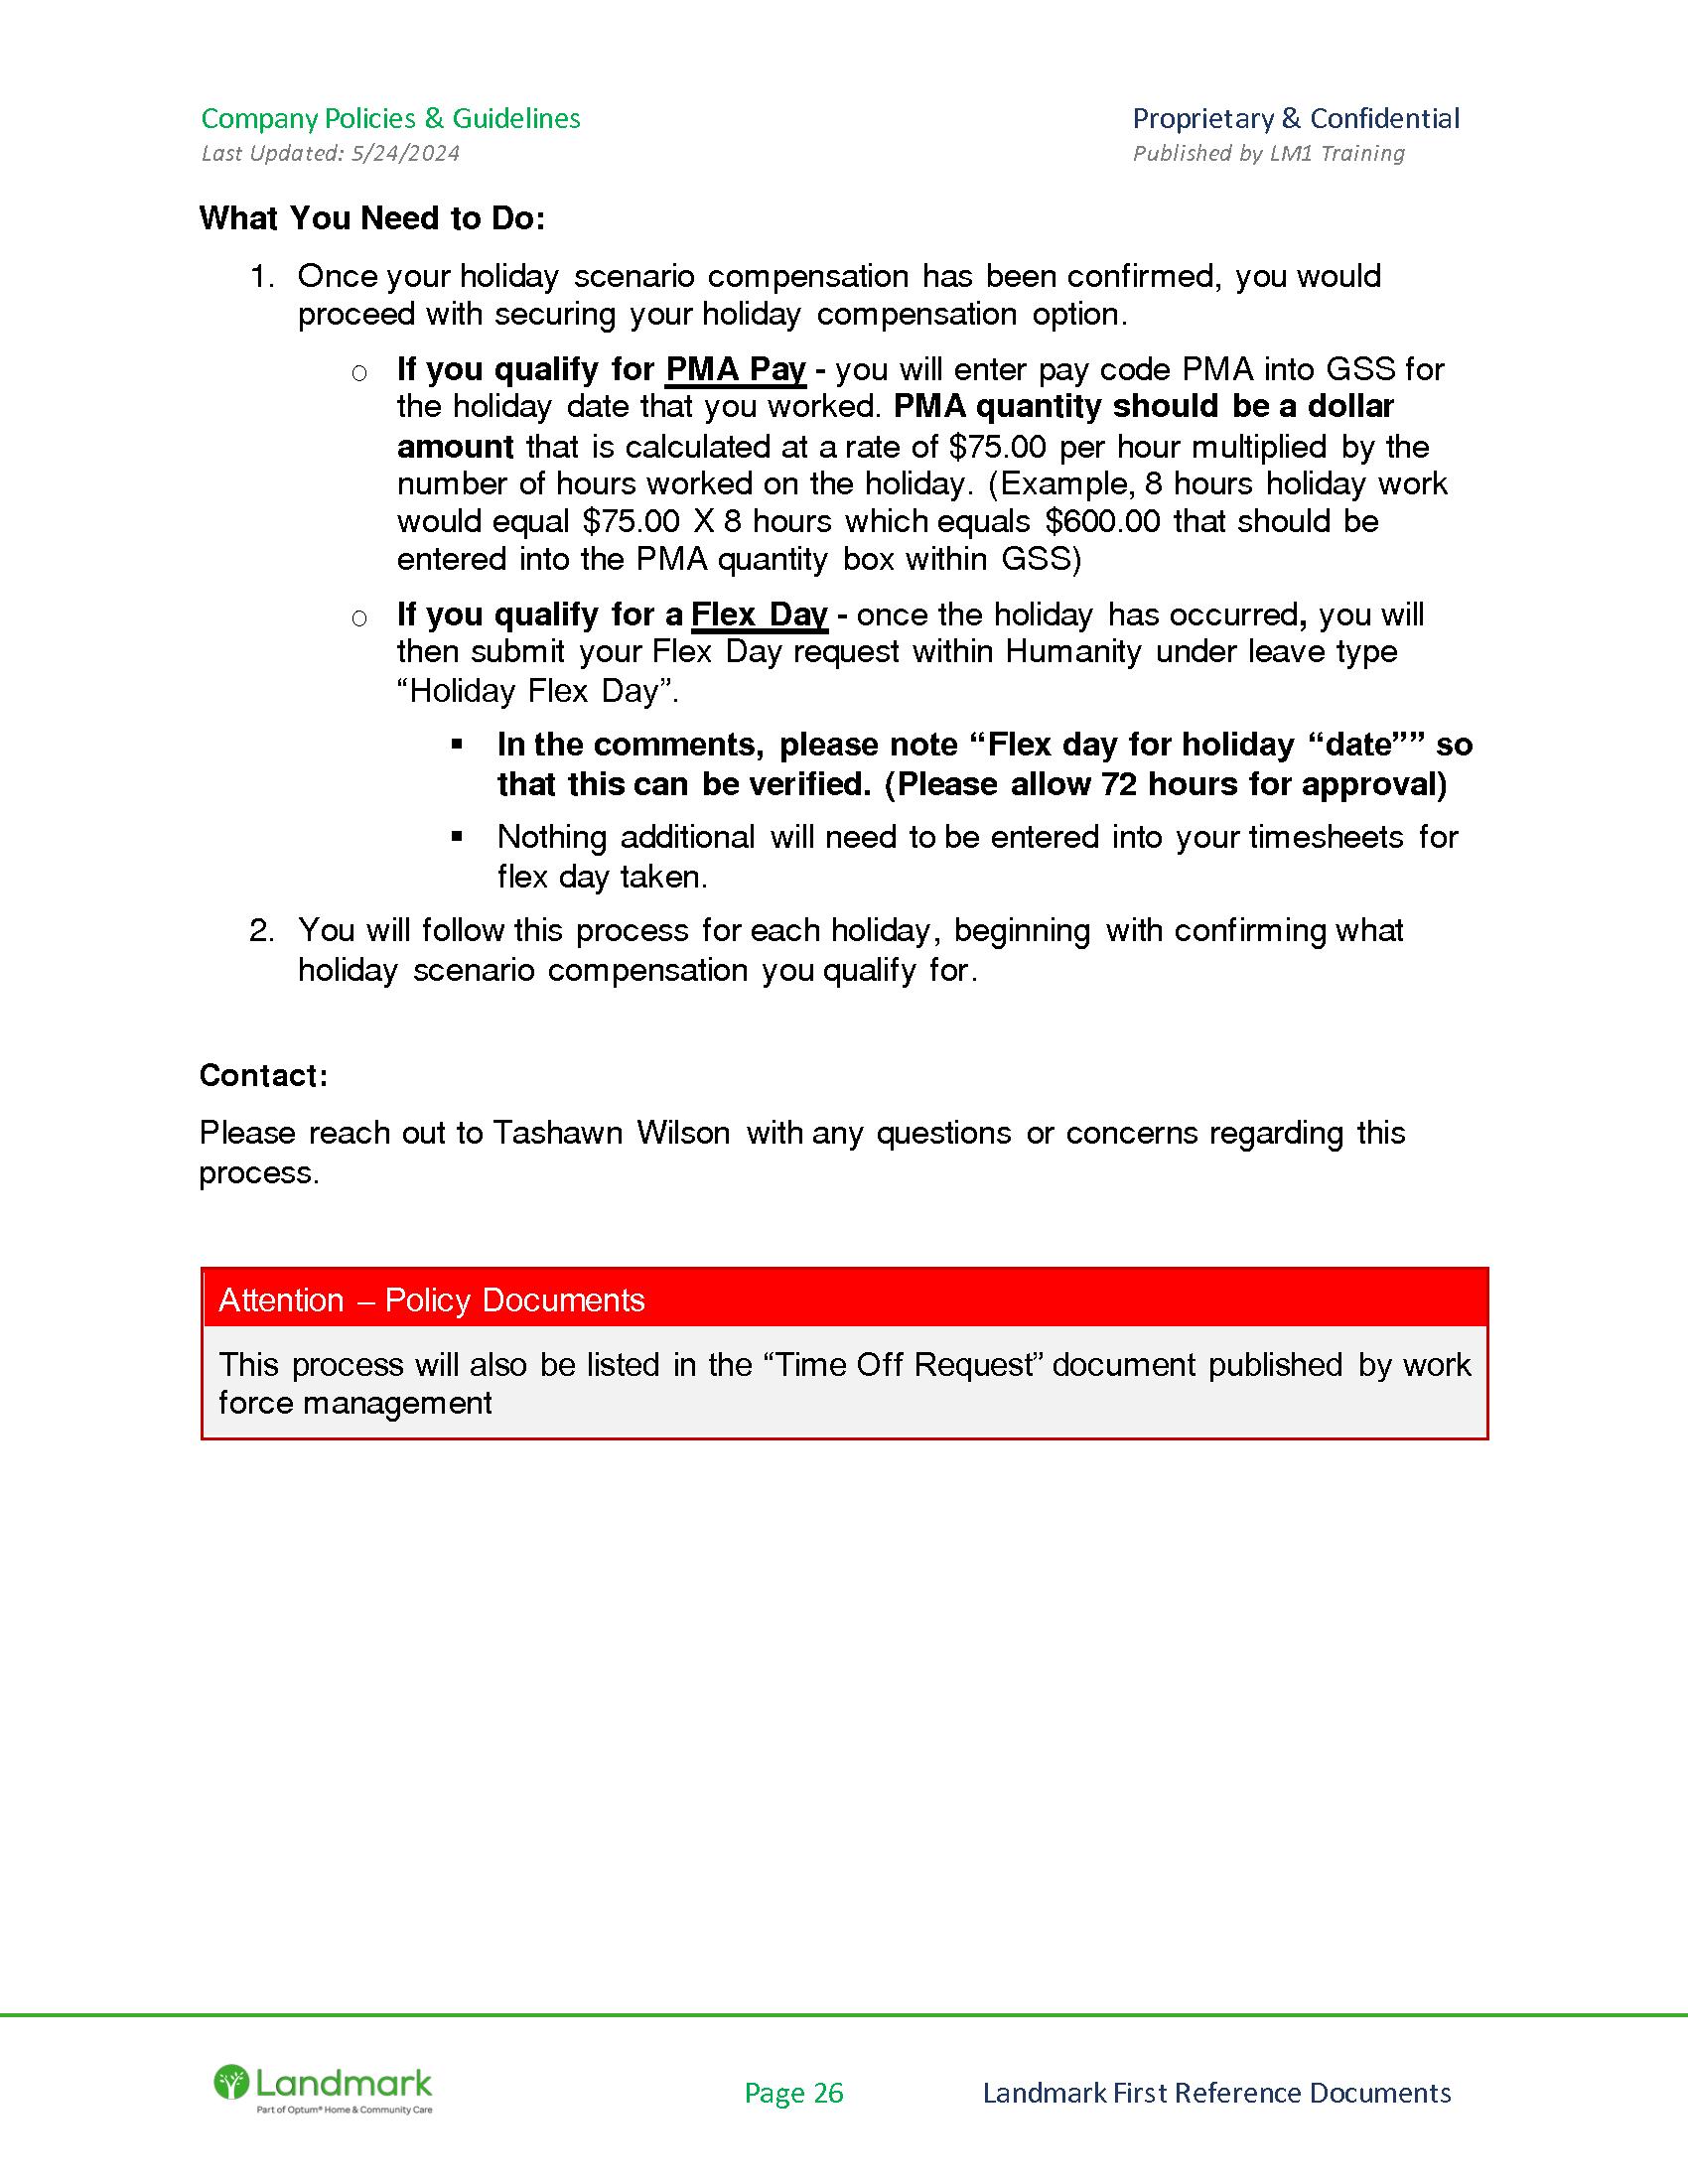 Company Policies & Guidelines
Proprietary & Confidential
Last Updated: 5/24/2024
Published by LM1 Training
What You Need to Do:
1. Once your holiday scenario compensation has been confirmed, you would
proceed with securing your holiday compensation option.
o If you qualify for PMA Pay - you will enter pay code PMA into GSS for
the holiday date that you worked. PMA quantity should be a dollar
amount that is calculated at a rate of $75.00 per hour multiplied by the
number of hours worked on the holiday. (Example, 8 hours holiday work
would equal $75.00 X 8 hours which equals $600.00 that should be
entered into the PMA quantity box within GSS)
o If you qualify for a Flex Day - once the holiday has occurred, you will
then submit your Flex Day request within Humanity under leave type
“Holiday Flex Day”.
▪ In the comments, please note “Flex day for holiday “date”” so
that this can be verified. (Please allow 72 hours for approval)
▪ Nothing additional will need to be entered into your timesheets for
flex day taken.
2. You will follow this process for each holiday, beginning with confirming what
holiday scenario compensation you qualify for.
Contact:
Please reach out to Tashawn Wilson with any questions or concerns regarding this
process.
Attention – Policy Documents
This process will also be listed in the “Time Off Request” document published by work
force management
Landmark
Part of Optum® Home & Community Care
Page 26
Landmark First Reference Documents